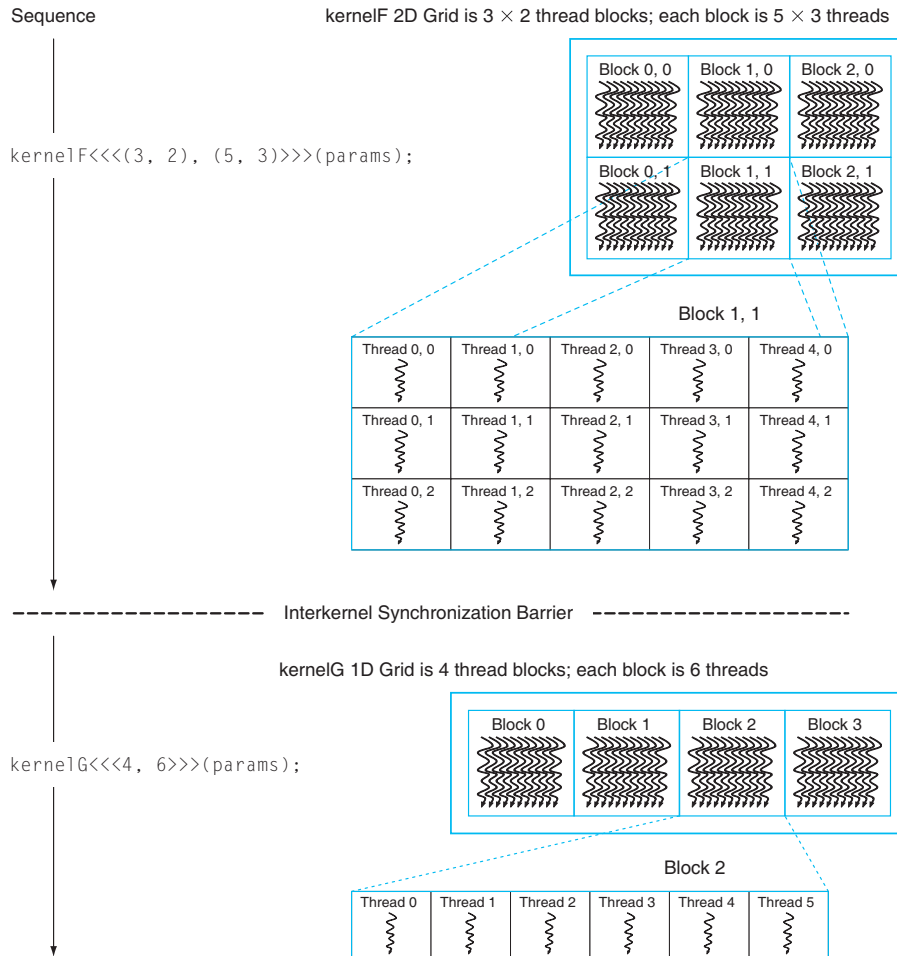 Sequence
kernelF 2D Grid is 3 × 2 thread blocks; each block is 5 × 3 threads
Block 0, 0 Block 1, 0 Block 2, 0
kernelF<<<(3, 2), (5, 3)>>>(params);
Block 0, 1 Block 1, 1 Block 2, 1
Block 1, 1
Thread 0, 0 Thread 1, 0 Thread 2, 0 Thread 3, 0 Thread 4, 0
Thread 0, 1 Thread 1, 1 Thread 2, 1 Thread 3, 1 Thread 4, 1
Thread 0, 2 Thread 1, 2 Thread 2, 2 Thread 3, 2 Thread 4, 2
Interkernel Synchronization Barrier
kernelG 1D Grid is 4 thread blocks; each block is 6 threads
Block 0 Block 1 Block 2 Block 3
kernelG<<<4, 6>>>(params);
Block 2
Thread 0 Thread 1 Thread 2 Thread 3 Thread 4 Thread 5